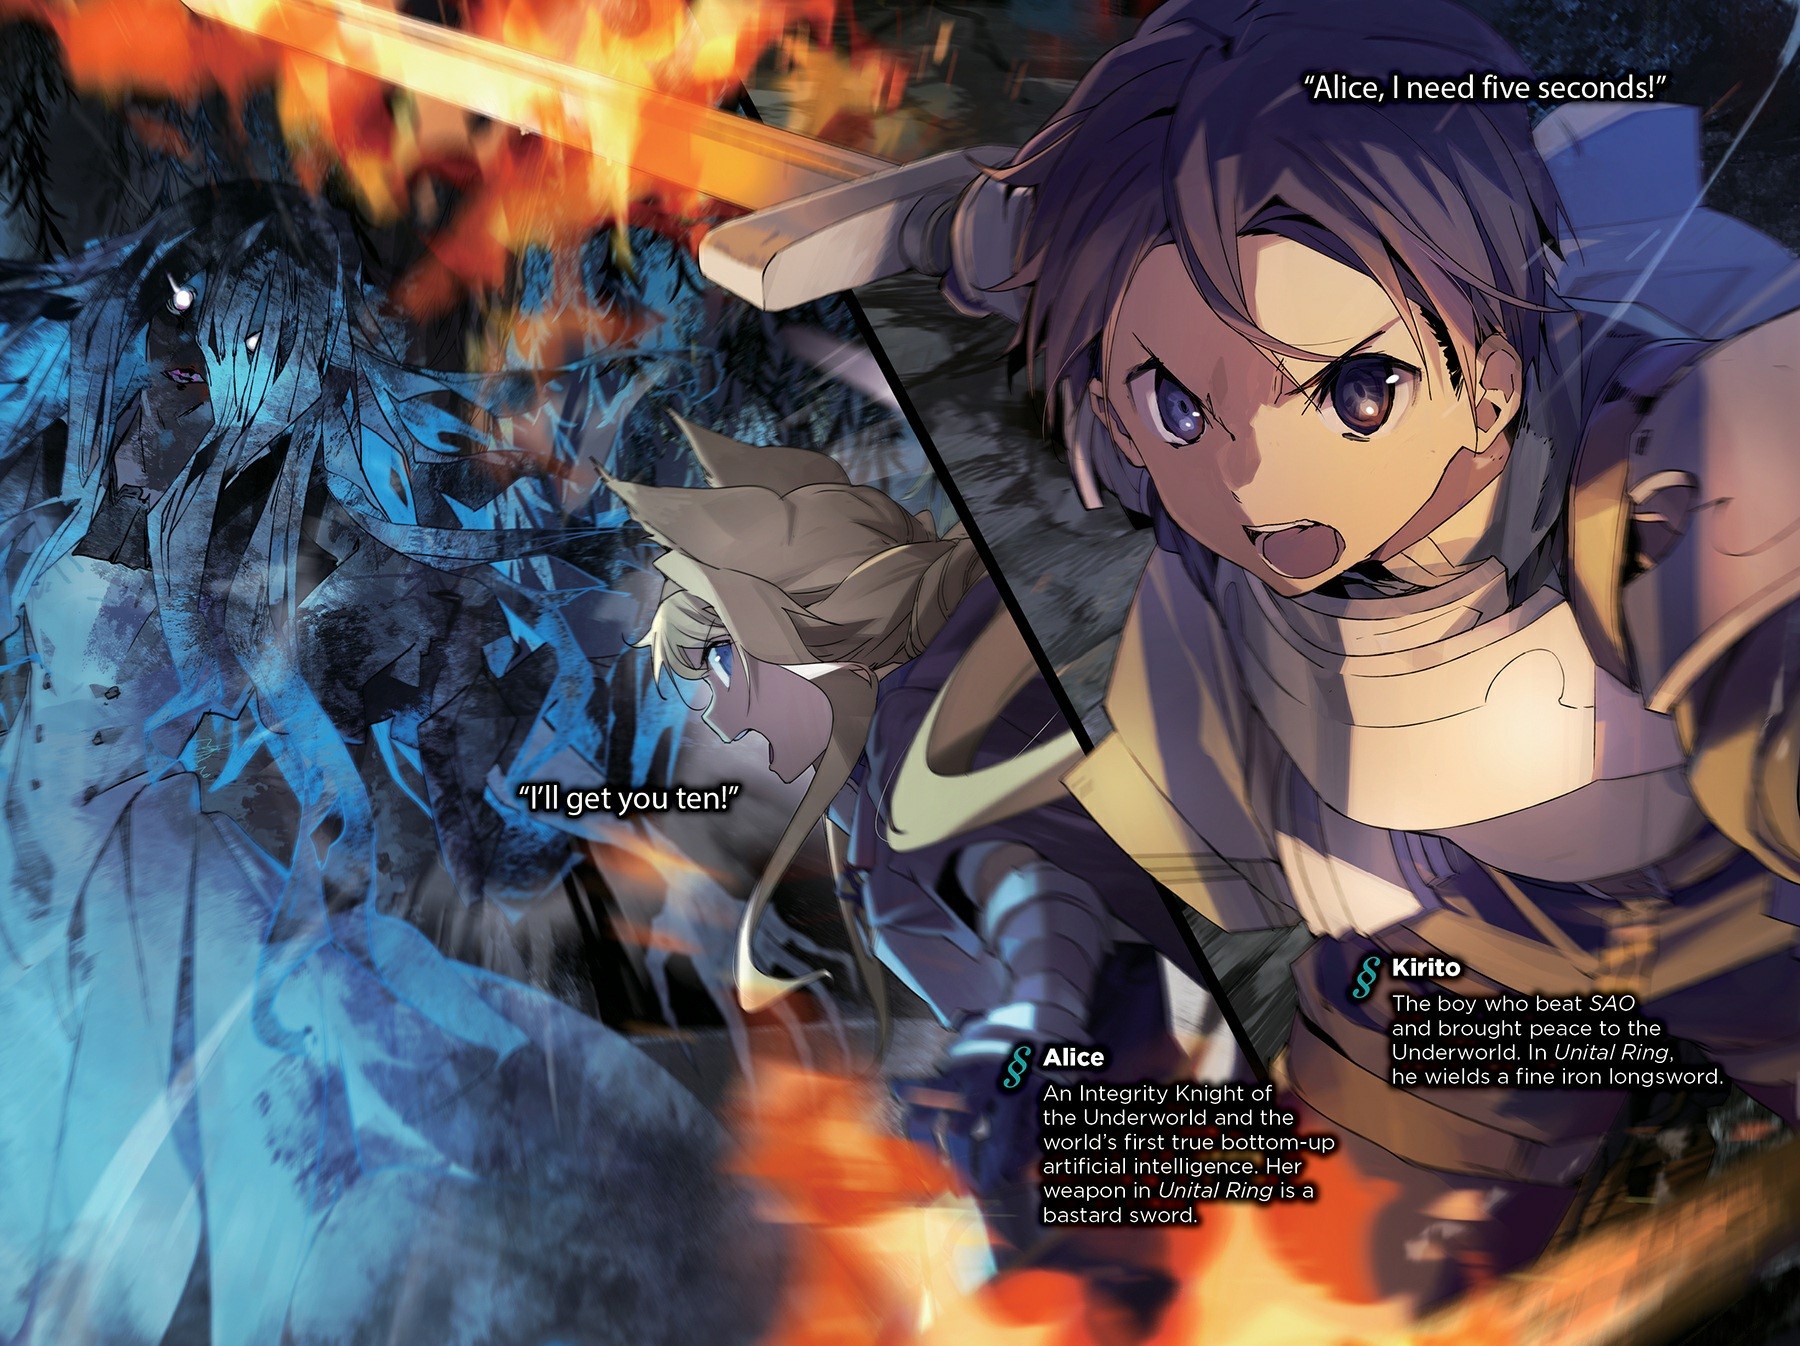 “Alice, I need five seconds!”
“I’ll get you ten!”
§ Kirito
The boy who beat SAO
and brought peace to the
Underworld. In Unital Ring,
he wields a fine iron longsword.
§ Alice
An Integrity Knight of
the Underworld and the
world’s first true bottom-up
artificial intelligence. Her
weapon in Unital Ring is a
bastard sword.